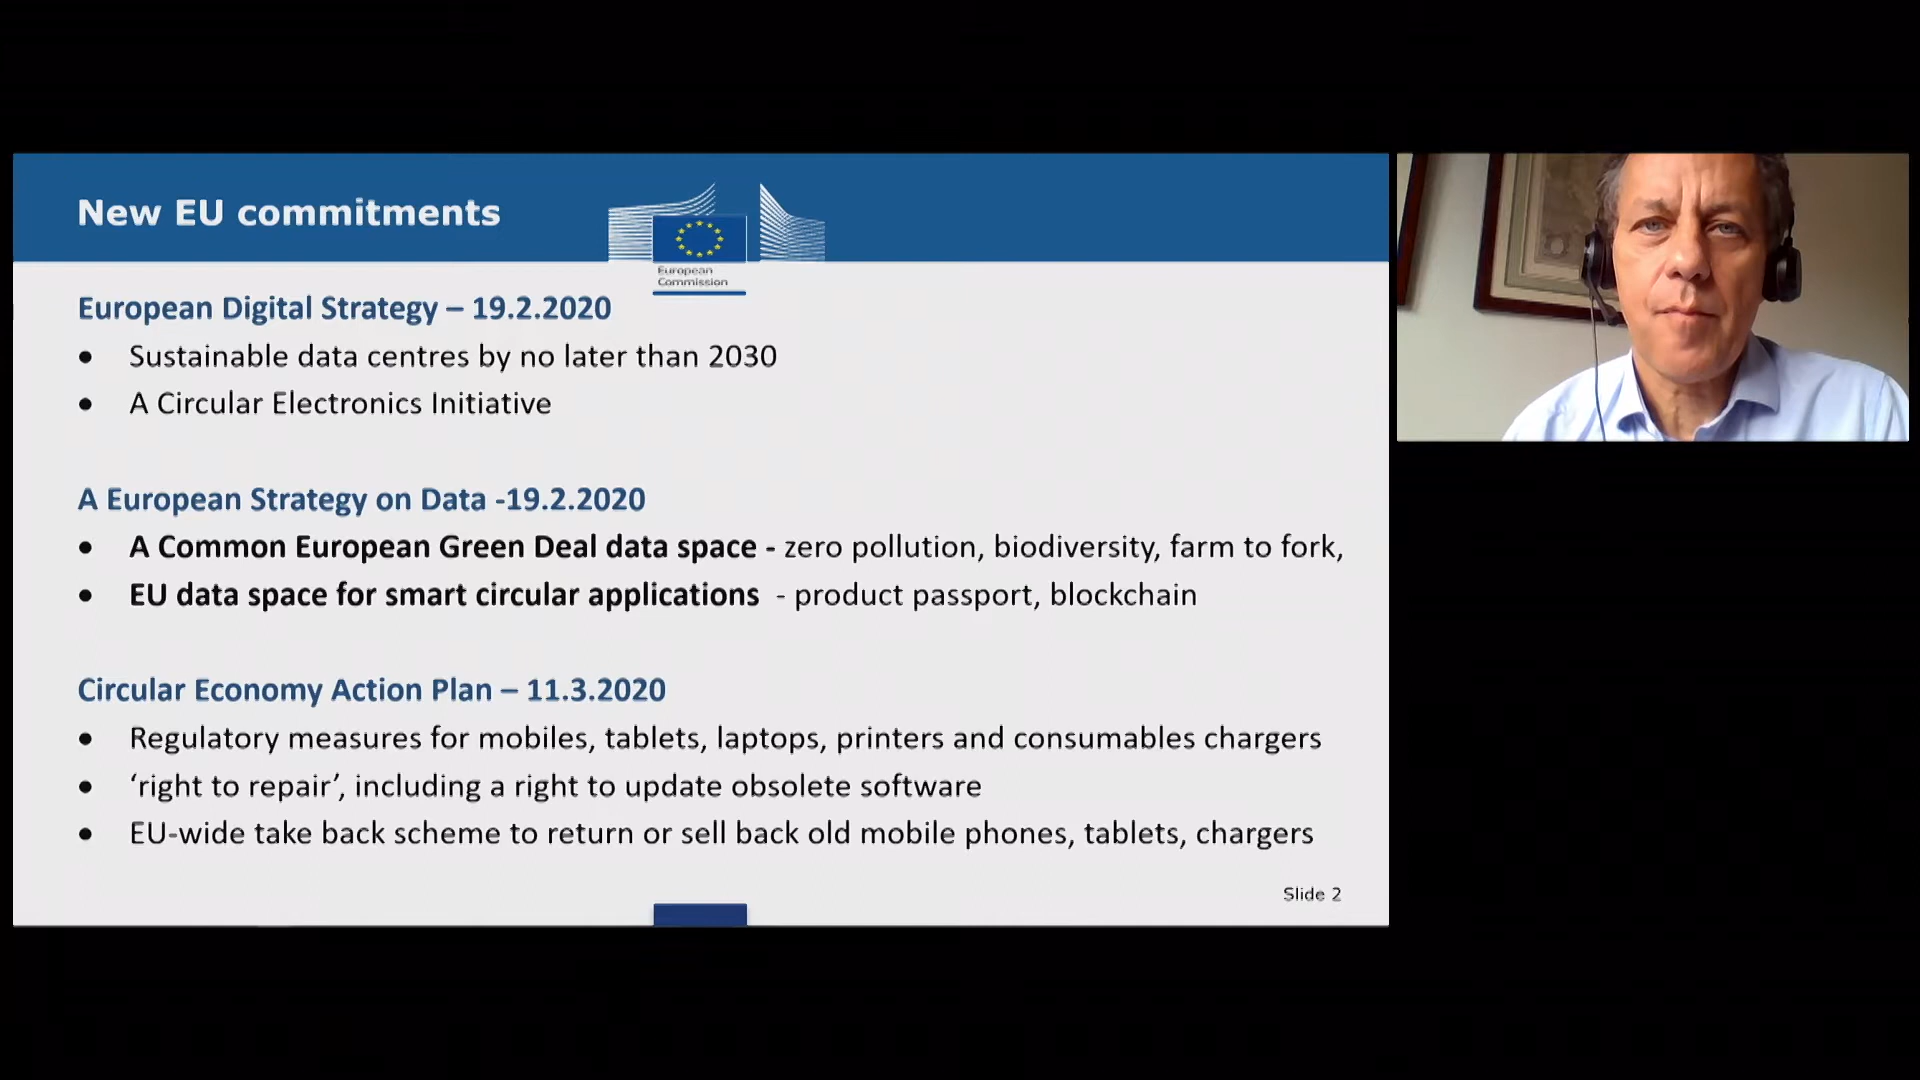 New EU commitments
European
Commission
European Digital Strategy – 19.2.2020
• Sustainable data centres by no later than 2030
• A Circular Electronics Initiative
A European Strategy on Data -19.2.2020
• A Common European Green Deal data space - zero pollution, biodiversity, farm to fork,
• EU data space for smart circular applications - product passport, blockchain
Circular Economy Action Plan – 11.3.2020
• Regulatory measures for mobiles, tablets, laptops, printers and consumables chargers
• ‘right to repair’, including a right to update obsolete software
• EU-wide take back scheme to return or sell back old mobile phones, tablets, chargers
Slide 2